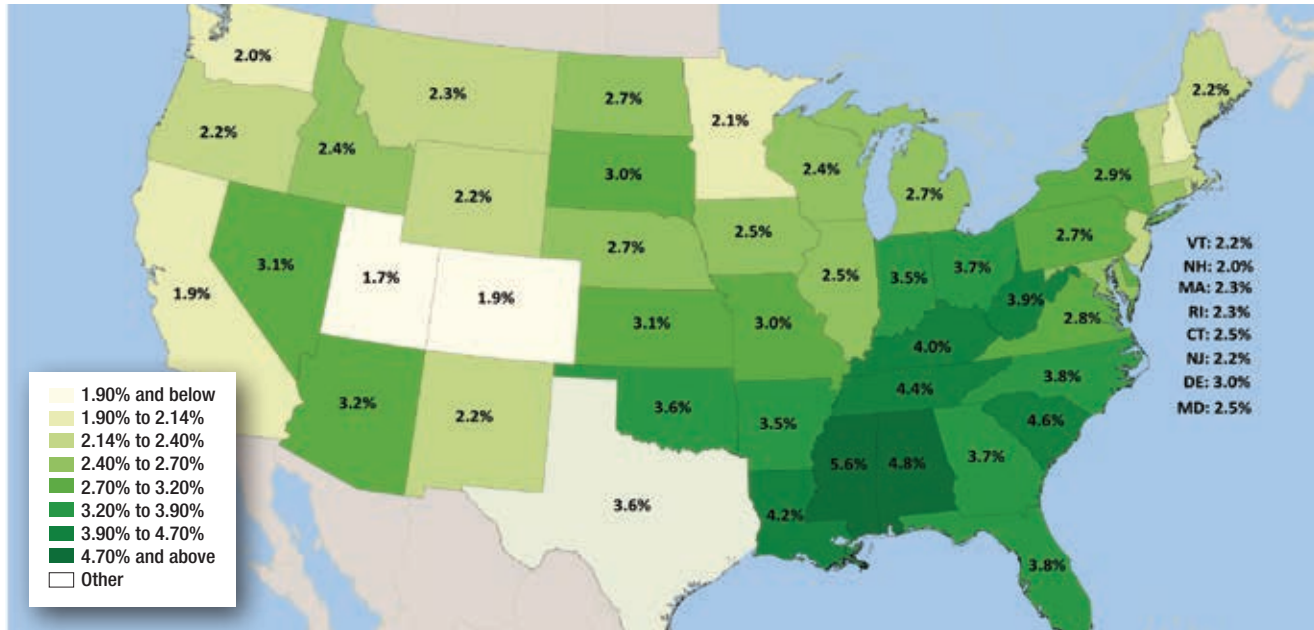 2.0%
2.3%
2.7%
2.1%
2.2%
2.2%
2.4%
3.0%
2.4%
2.9%
2.2%
2.7%
2.7%
2.5%
2.7%
3.1%
1.7%
1.9%
1.9%
2.5%
3.5%
3.7%
3.9%
2.8%
3.1%
3.0%
4.0%
3.2%
2.2%
3.6%
3.5%
4.4%
3.8%
4.6%
5.6%
4.8%
3.7%
3.6%
4.2%
3.8%
VT: 2.2%
NH: 2.0%
MA: 2.3%
RI: 2.3%
CT: 2.5%
NJ: 2.2%
DE: 3.0%
MD: 2.5%
1.90% and below
1.90% to 2.14%
2.14% to 2.40%
2.40% to 2.70%
2.70% to 3.20%
3.20% to 3.90%
3.90% to 4.70%
4.70% and above
Other